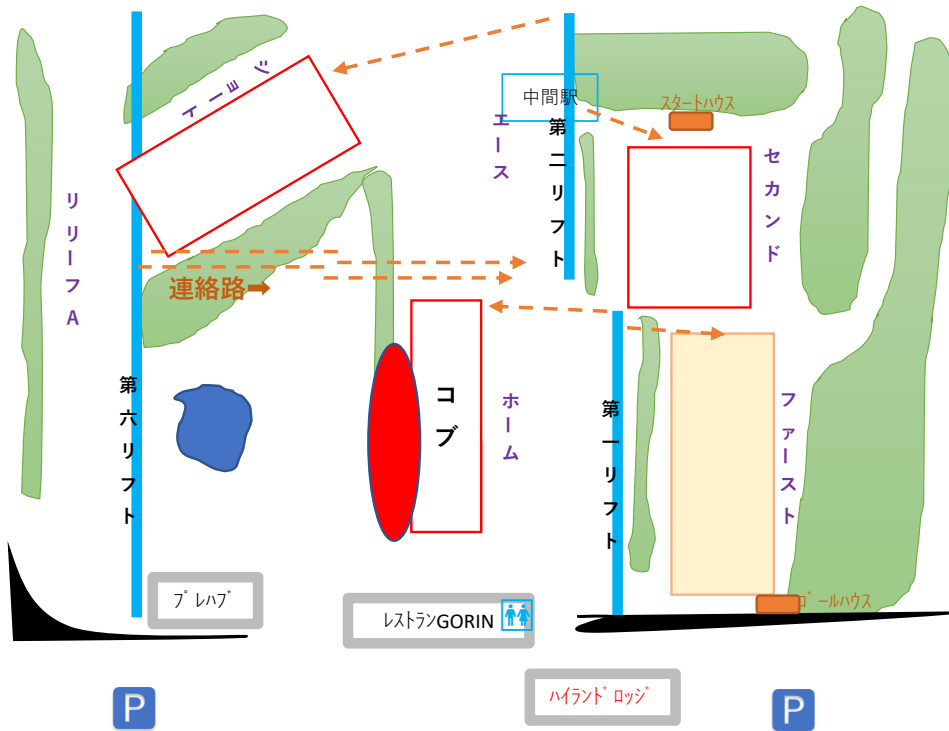 中間駅
スタートハウス
エース
第二リフト
セカンド
リリーフA
連絡路➡
第六リフト
コブ
ホーム
第一リフト
ファースト
プレハブ
レストランGORIN
ゴールハウス
ハイランドロッジ
P
P